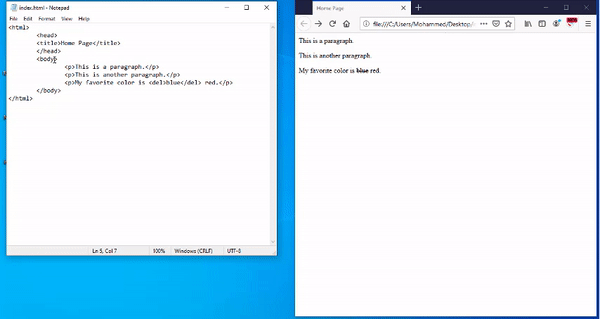 index.html - Notepad
File Edit Format View Help
<html>
<head>
<title>Home Page</title>
</head>
<body>
<p>This is a paragraph.</p>
<p>This is another paragraph.</p>
<p>My favorite color is <del>blue</del> red.</p>
</body>
</html>
Ln 5, Col 7 100% Windows (CRLF) UTF-8
Home Page
file:///C:/Users/Mohammed/Desktop/
This is a paragraph.
This is another paragraph.
My favorite color is blue red.